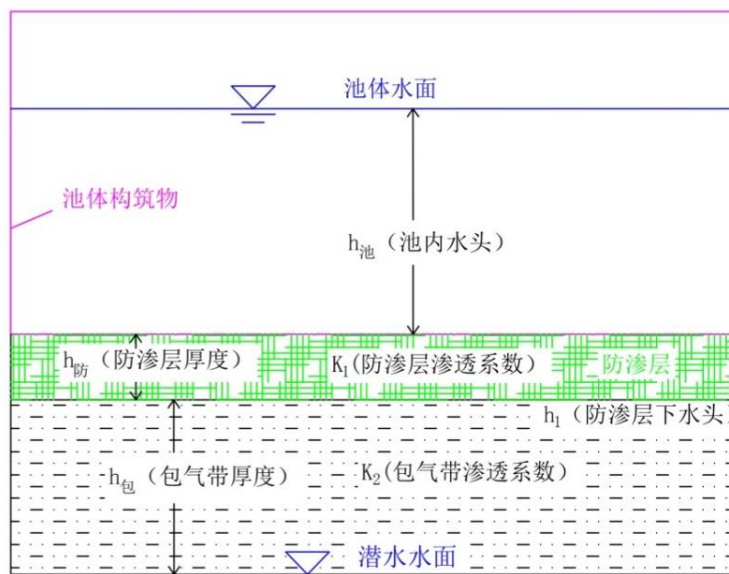 池体水面
池体构筑物
h池（池内水头）
h防（防渗层厚度）
K1(防渗层渗透系数）
防渗层
h1（防渗层下水头）
h包（包气带厚度）
K2(包气带渗透系数）
潜水水面